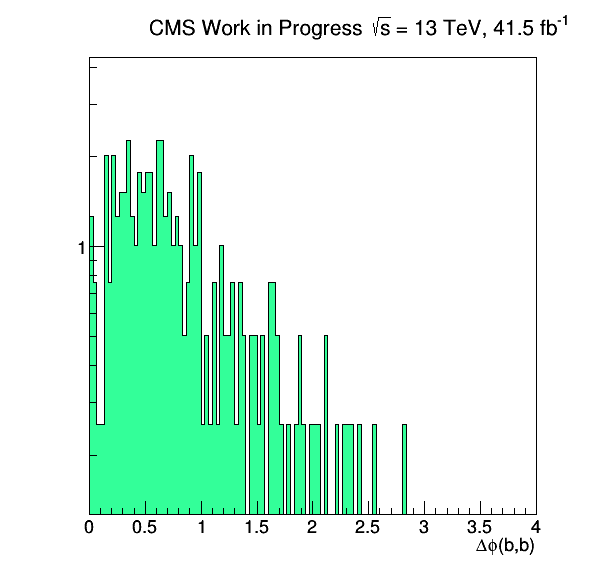 CMS Work in Progress √s = 13 TeV, 41.5 fb⁻¹
1
0 0.5 1 1.5 2 2.5 3 3.5 4
Δϕ(b,b)